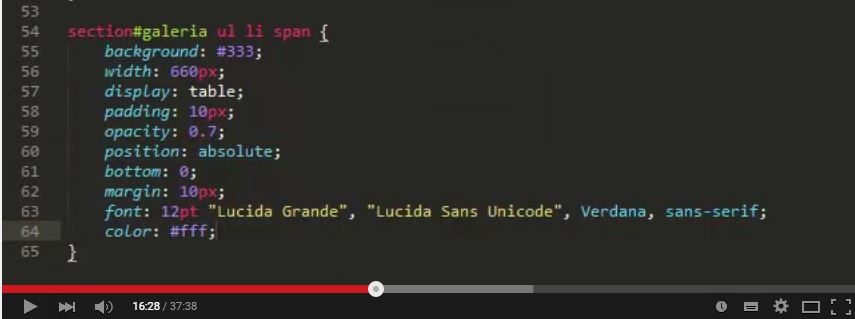 53
54 section#galeria ul li span {
55 background: #333;
56 width: 660px;
57 display: table;
58 padding: 10px;
59 opacity: 0.7;
60 position: absolute;
61 bottom: 0;
62 margin: 10px;
63 font: 12pt "Lucida Grande", "Lucida Sans Unicode", Verdana, sans-serif;
64 color: #fff;
65 }
16:28 / 37:38